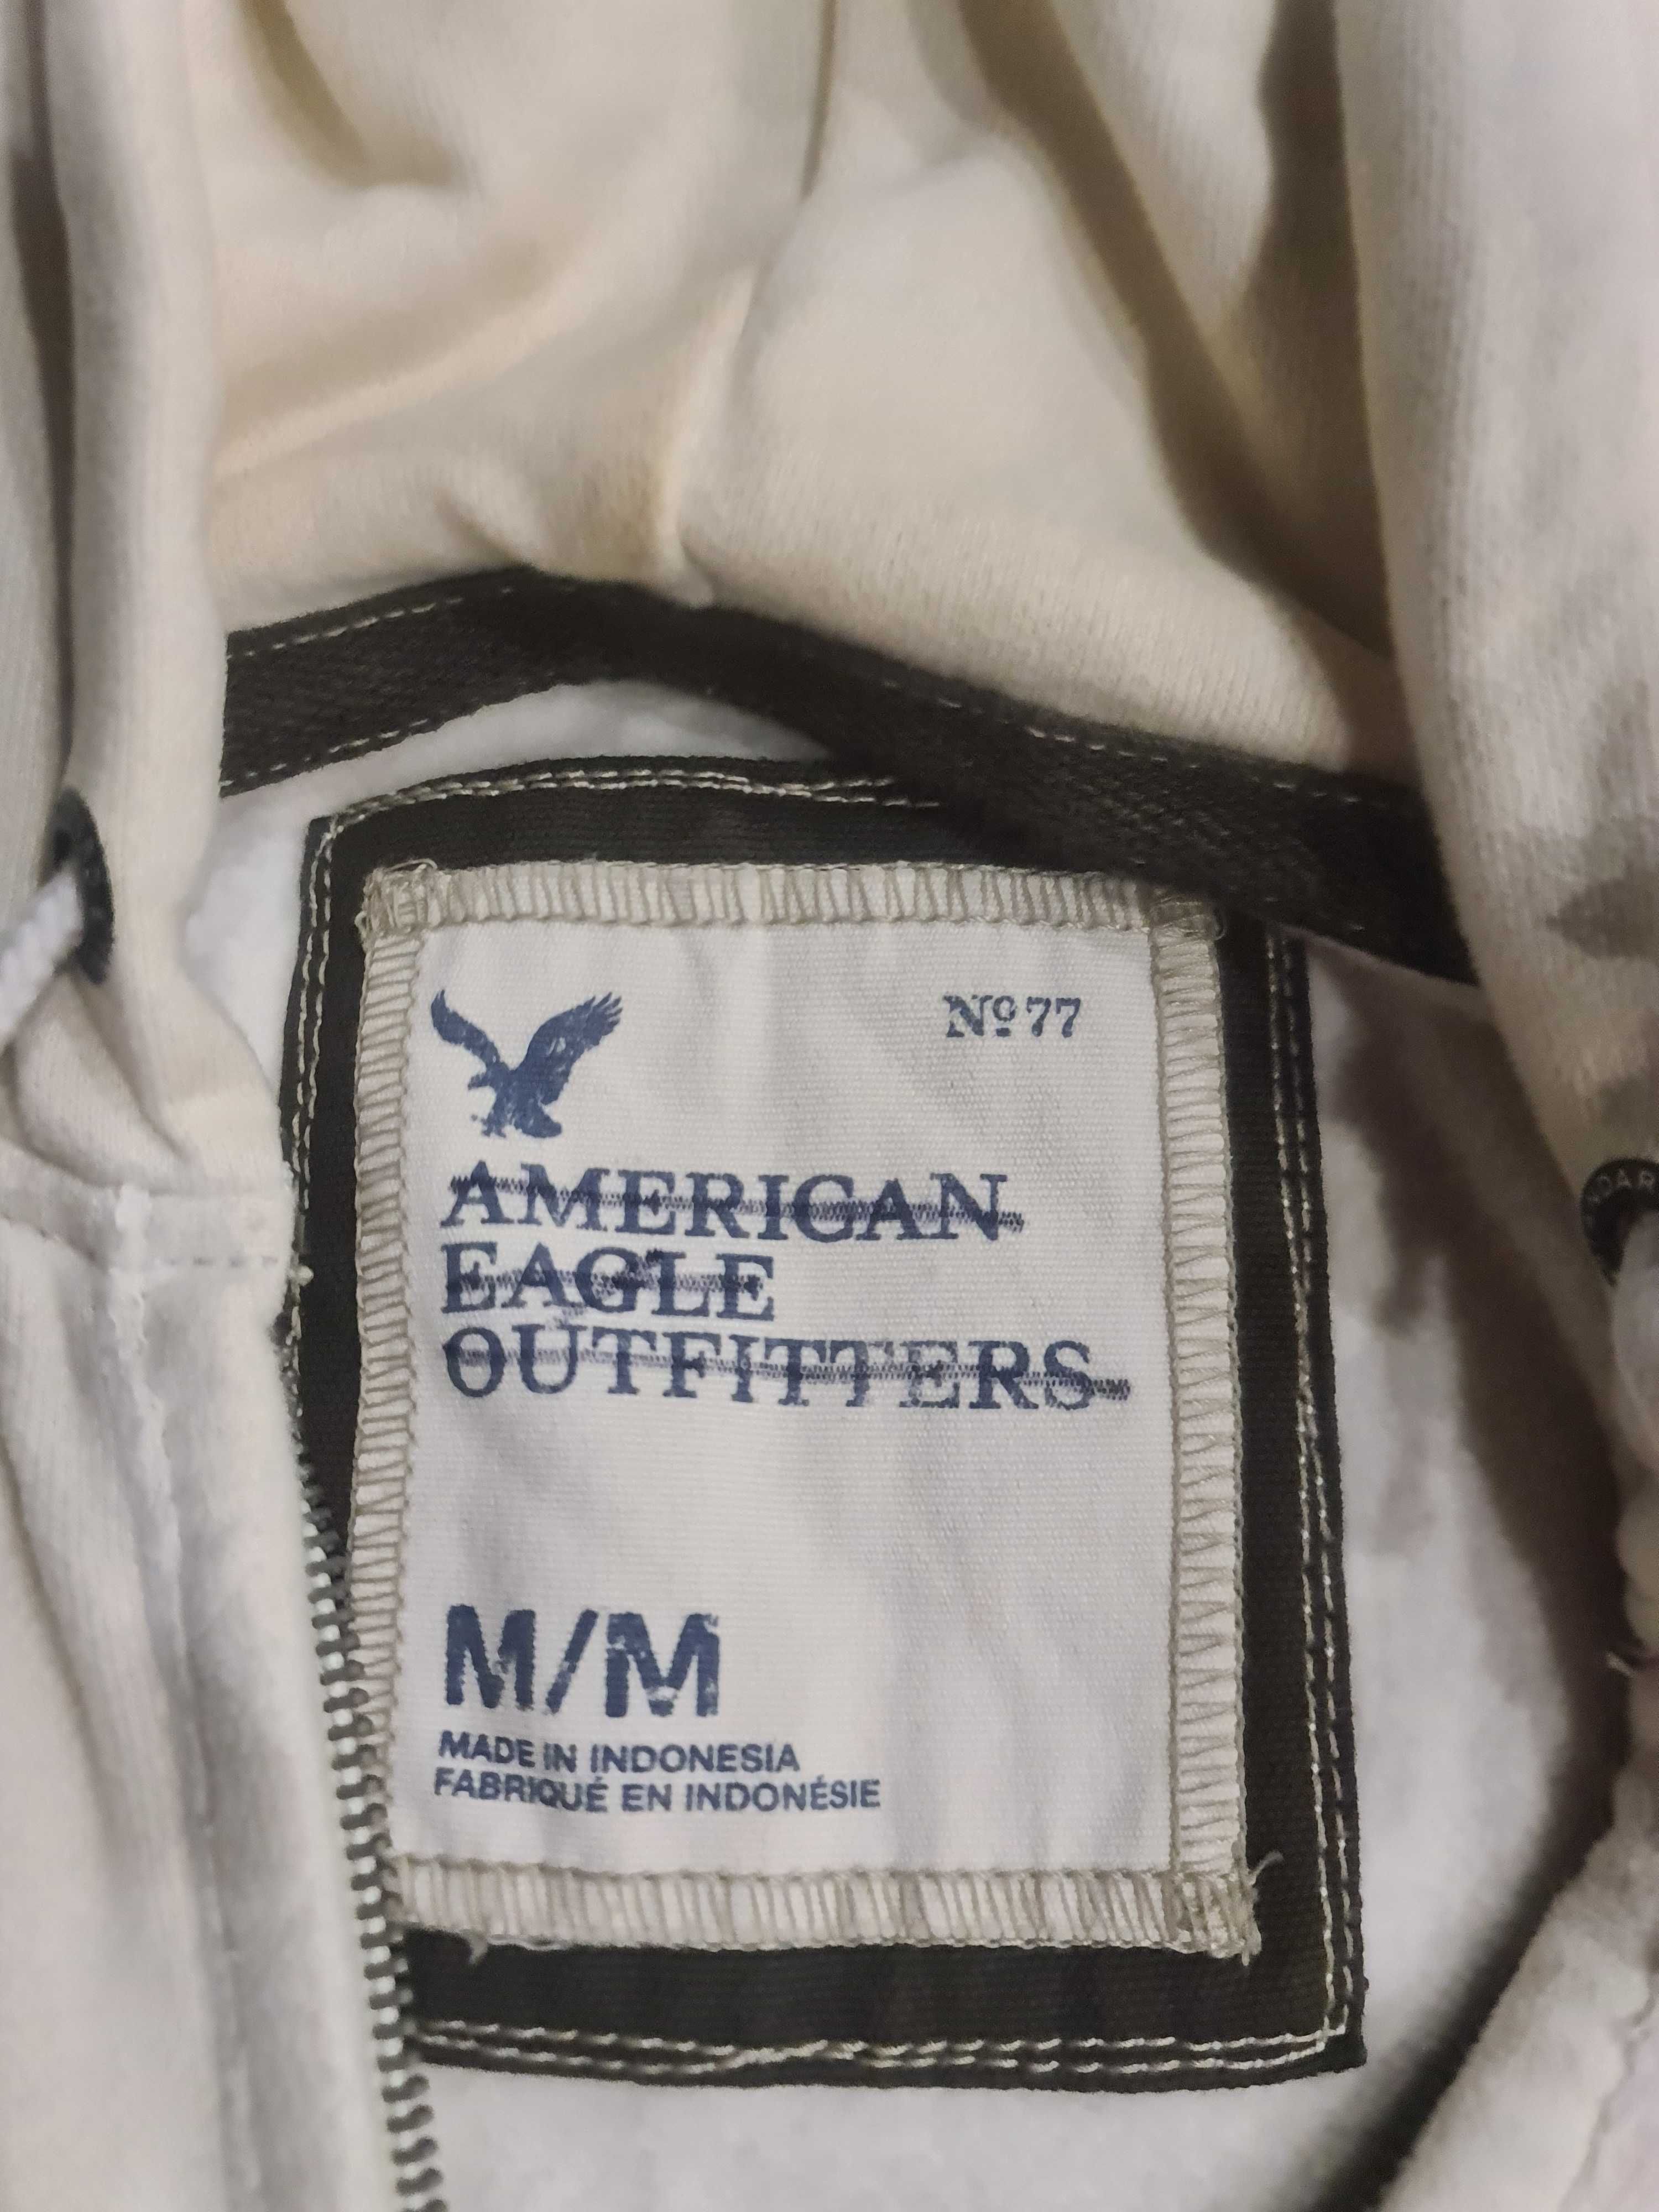 Nº77
AMERICAN
EAGLE
OUTFITTERS
M/M
MADE IN INDONESIA
FABRIQUÉ EN INDONÉSIE